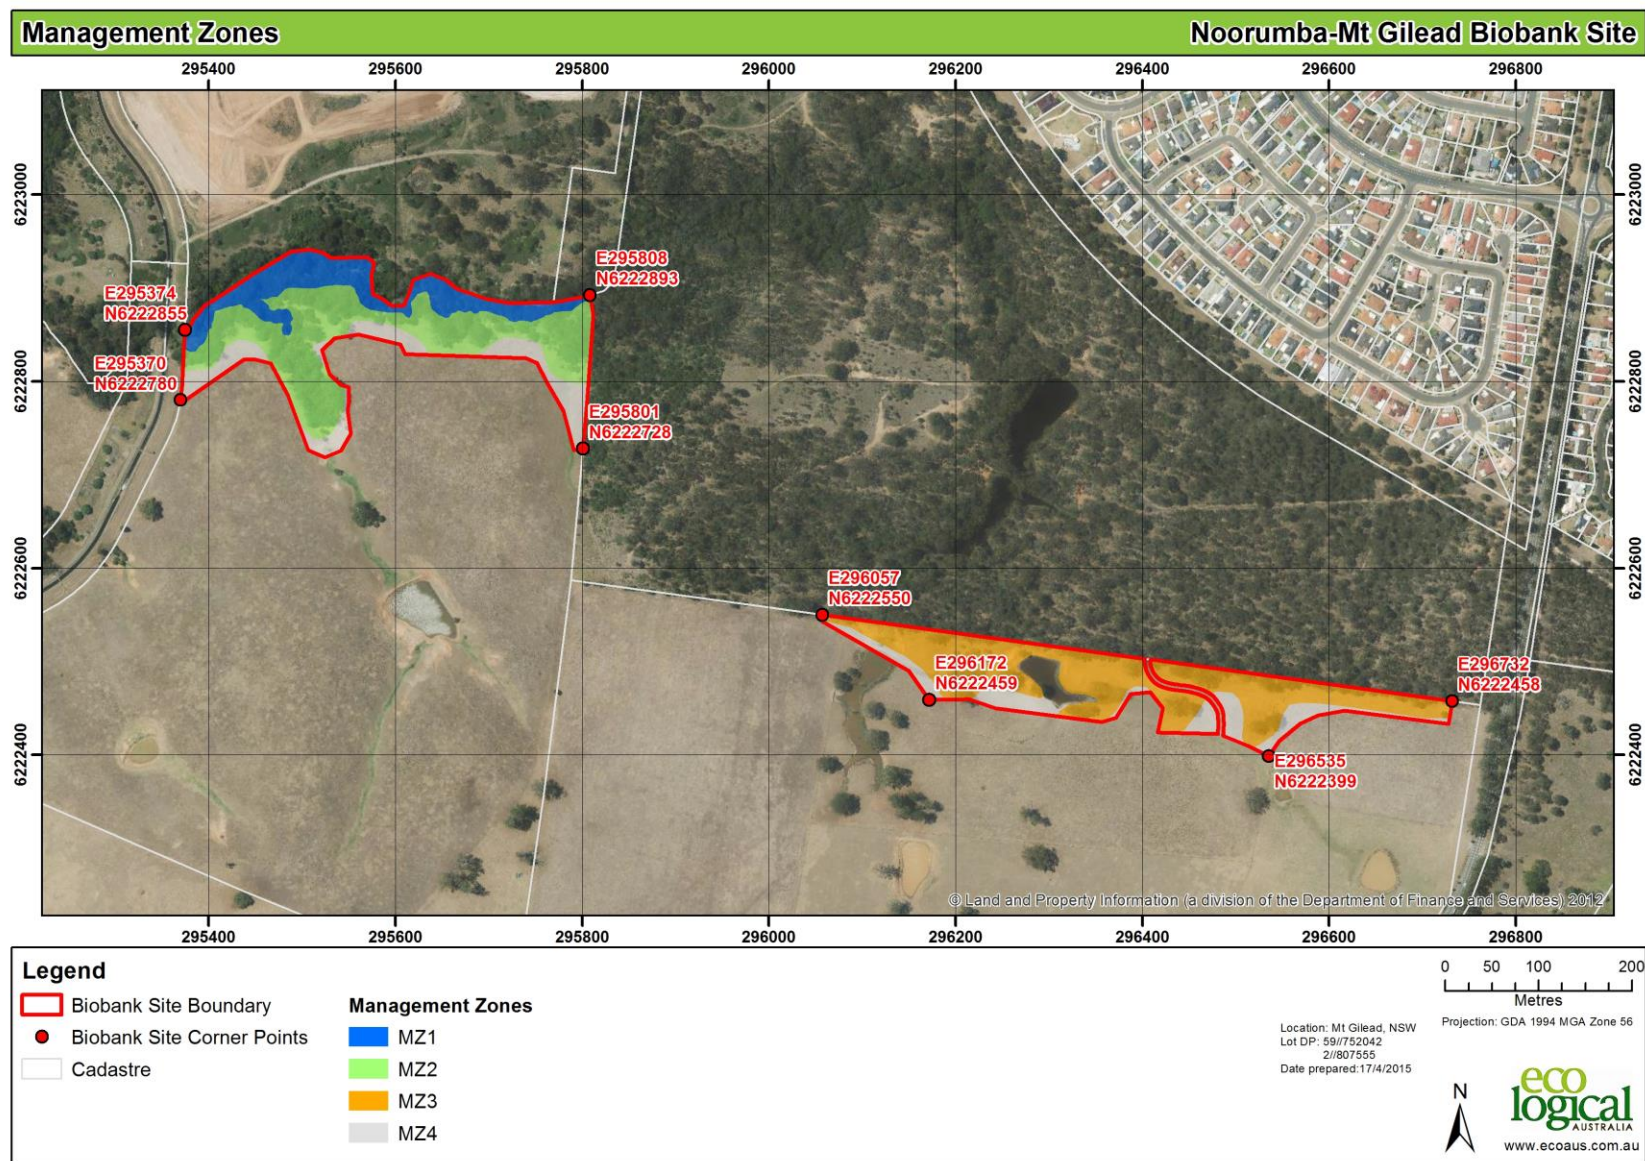 Management Zones
Noorumba-Mt Gilead Biobank Site
295400 295600 295800 296000 296200 296400 296600 296800
6223000
6222800
6222600
6222400
6223000
6222800
6222600
6222400
E295808
N6222893
E295374
N6222855
E295370
N6222780
E295801
N6222728
E296057
N6222550
E296172
N6222459
E296732
N6222458
E296535
N6222399
© Land and Property Information (a division of the Department of Finance and Services) 2012
295400 295600 295800 296000 296200 296400 296600 296800
Legend
Biobank Site Boundary
Biobank Site Corner Points
Cadastre
Management Zones
MZ1
MZ2
MZ3
MZ4
0 50 100 200
Metres
Projection: GDA 1994 MGA Zone 56
Location: Mt Gilead, NSW
Lot DP: 59//752042
2//807555
Date prepared:17/4/2015
N
eco
logical
AUSTRALIA
www.ecoaus.com.au